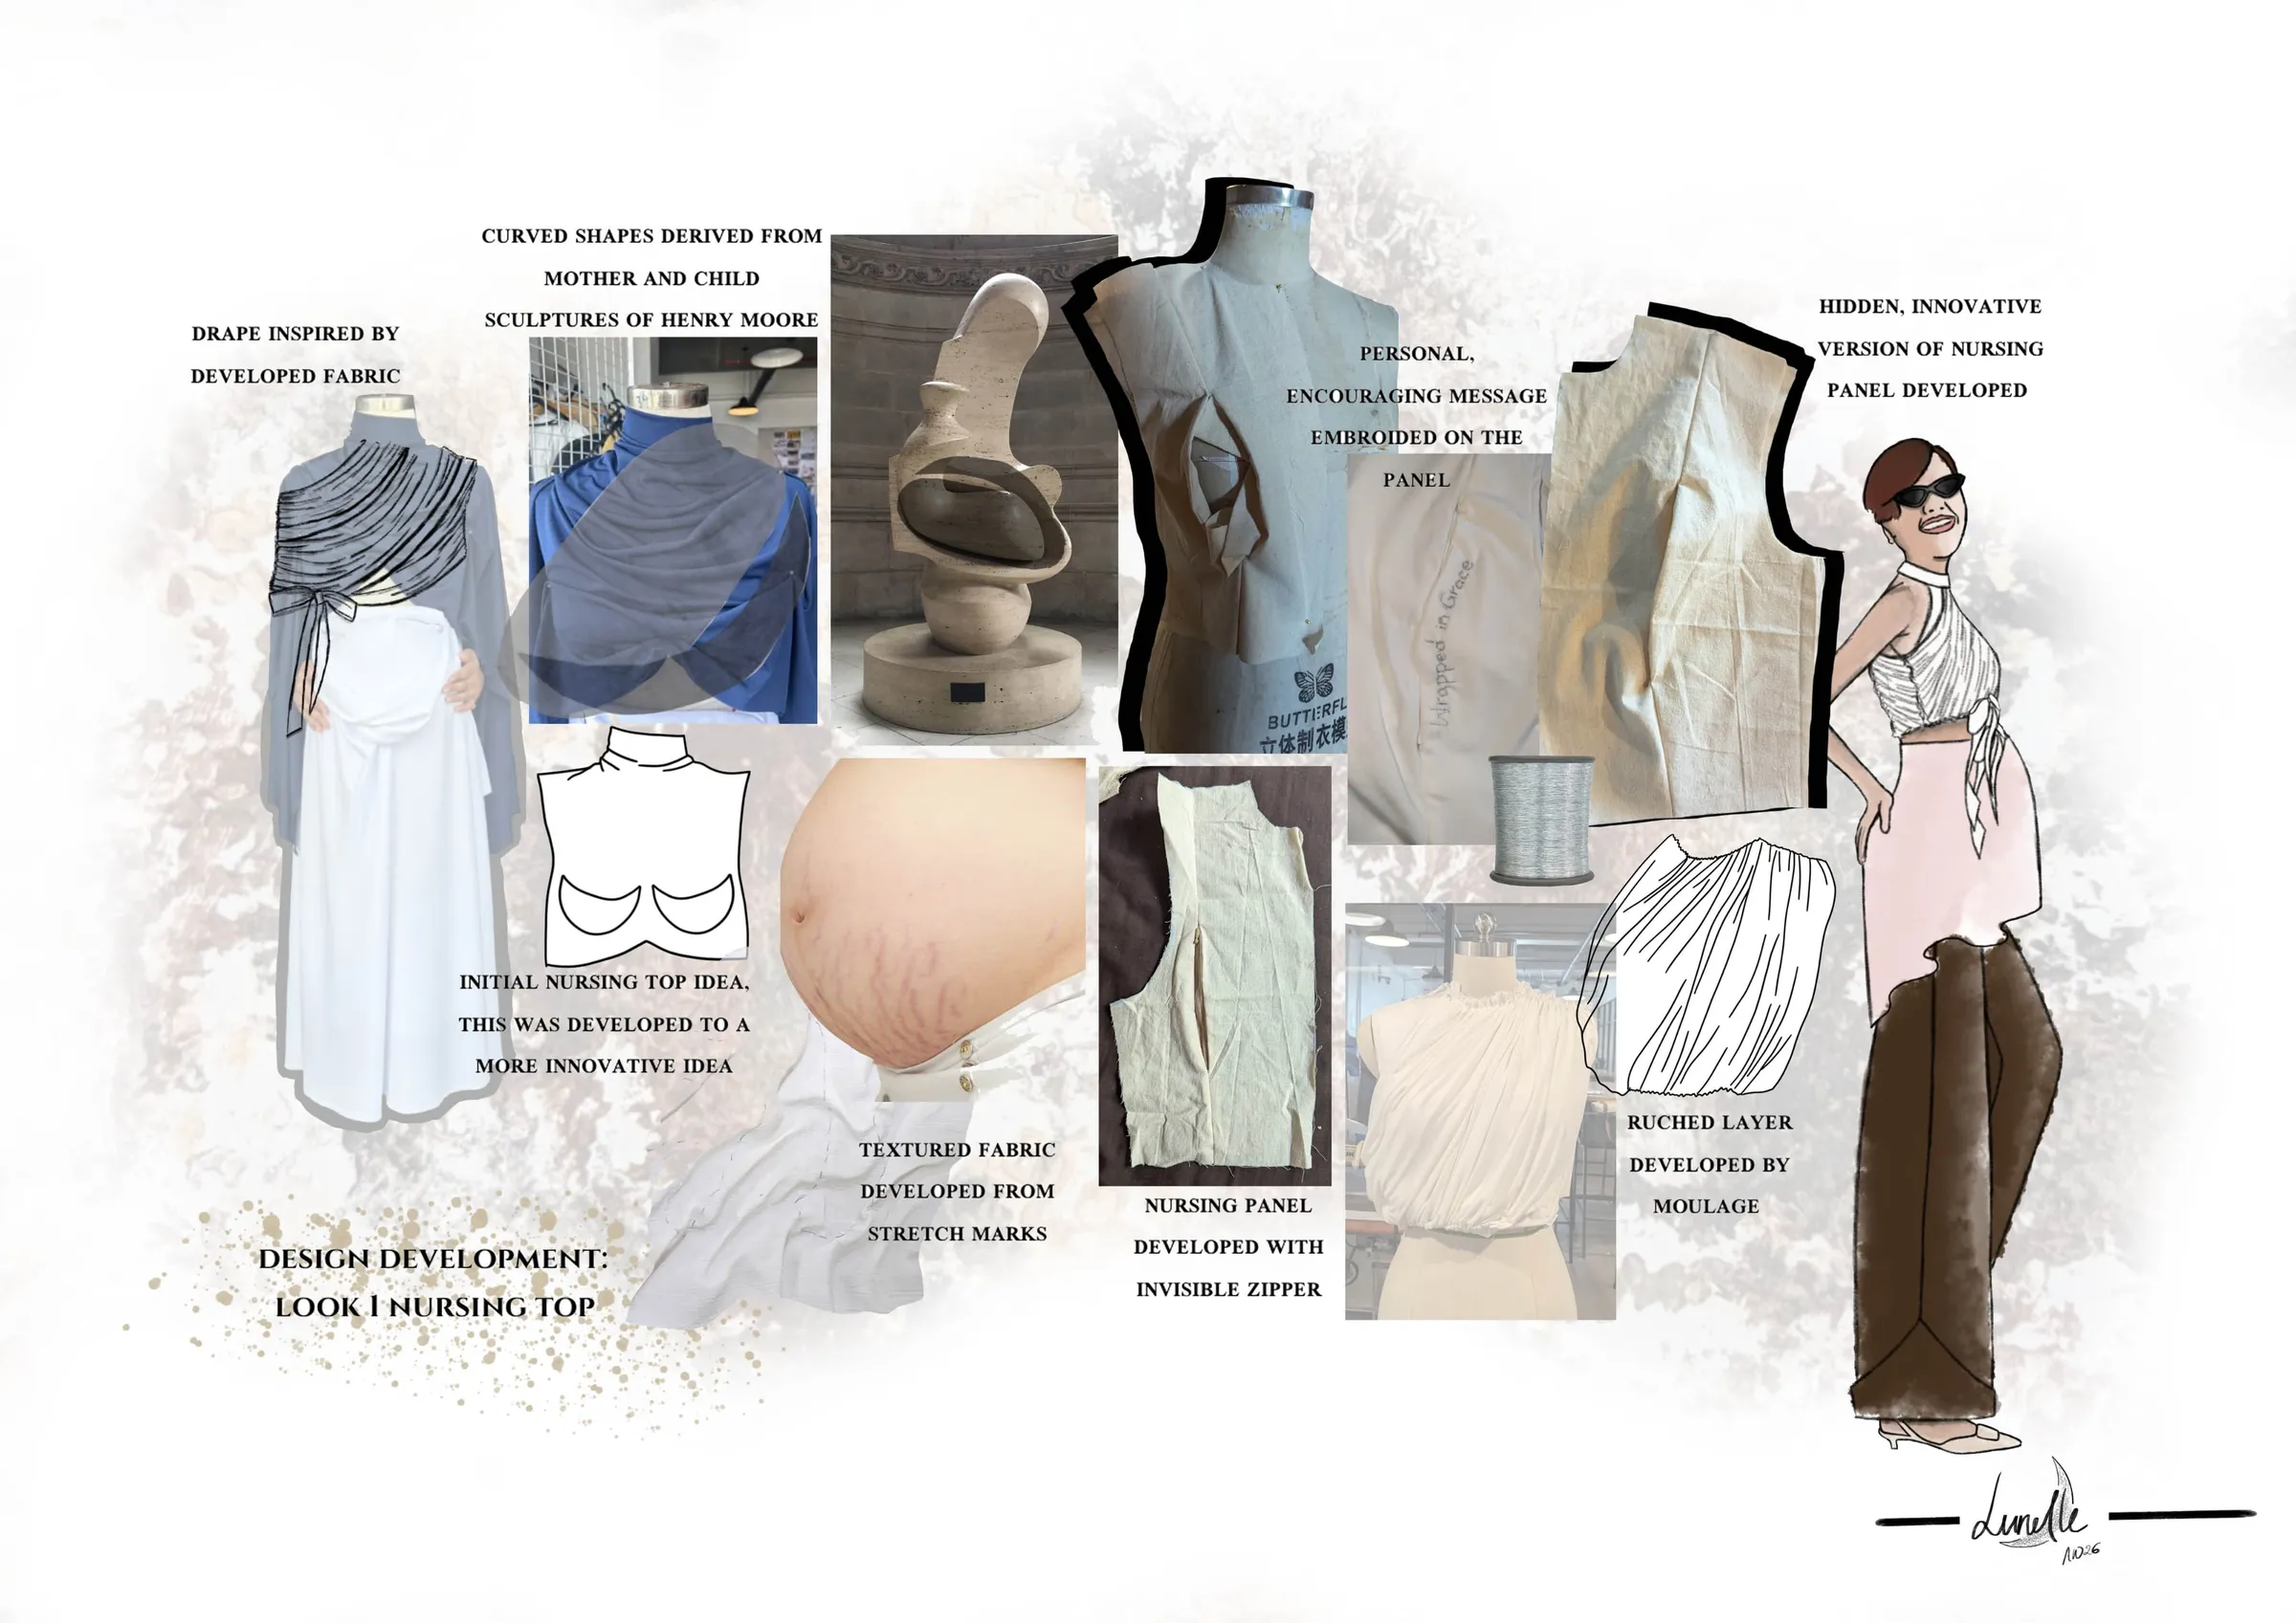 DRAPE INSPIRED BY
DEVELOPED FABRIC
CURVED SHAPES DERIVED FROM
MOTHER AND CHILD
SCULPTURES OF HENRY MOORE
PERSONAL,
ENCOURAGING MESSAGE
EMBROIDED ON THE
PANEL
HIDDEN, INNOVATIVE
VERSION OF NURSING
PANEL DEVELOPED
Wrapped in Grace
BUTTERFL
立体制衣模
INITIAL NURSING TOP IDEA,
THIS WAS DEVELOPED TO A
MORE INNOVATIVE IDEA
TEXTURED FABRIC
DEVELOPED FROM
STRETCH MARKS
NURSING PANEL
DEVELOPED WITH
INVISIBLE ZIPPER
RUCHED LAYER
DEVELOPED BY
MOULAGE
DESIGN DEVELOPMENT:
LOOK 1 NURSING TOP
Lunelle